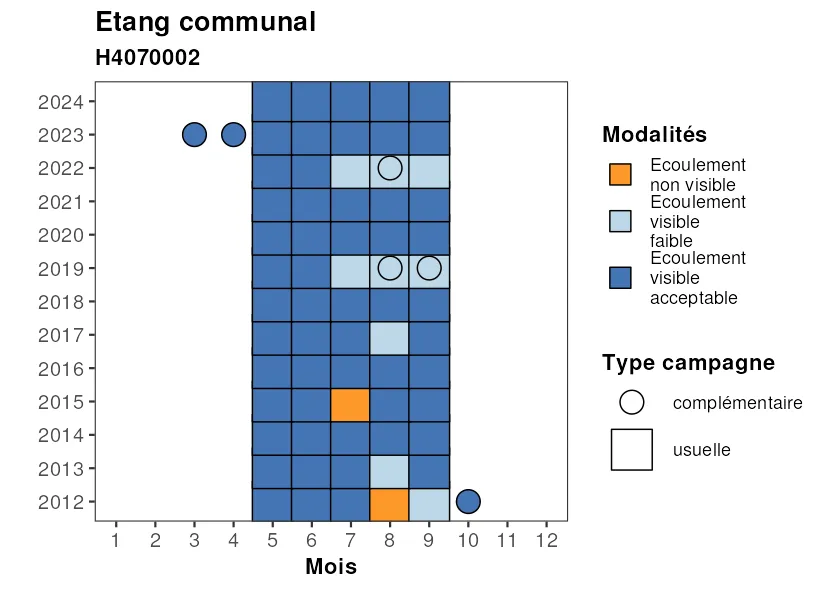 Etang communal
H4070002
2024
2023
2022
2021
2020
2019
2018
2017
2016
2015
2014
2013
2012
1 2 3 4 5 6 7 8 9 10 11 12
Mois
Modalités
Ecoulement
non visible
Ecoulement
visible
faible
Ecoulement
visible
acceptable
Type campagne
complémentaire
usuelle